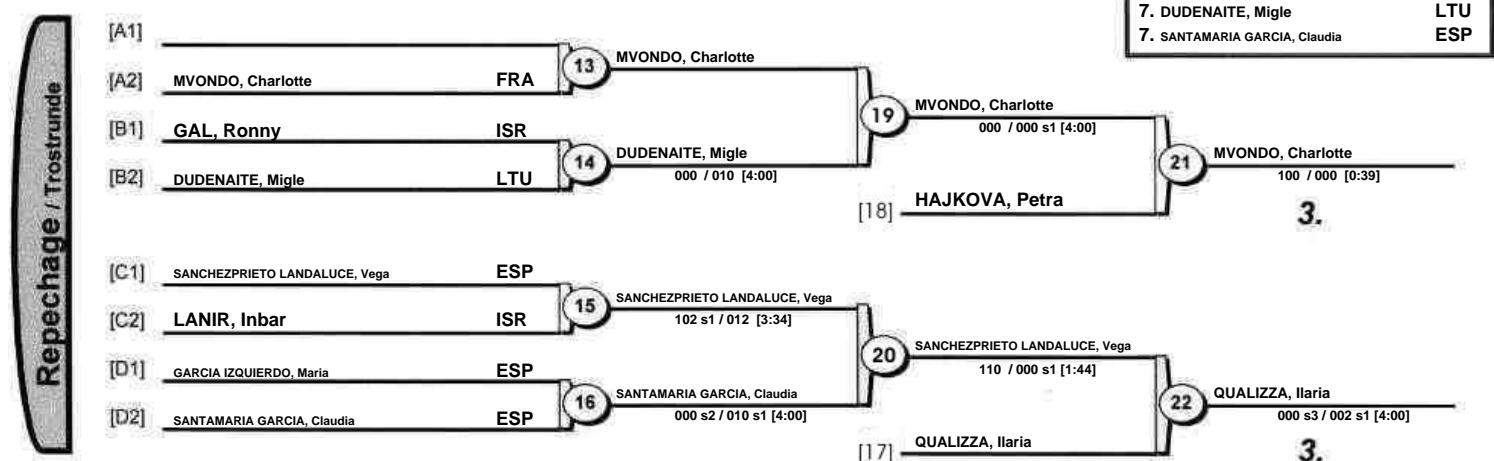 7. DUDENAITE, Migle LTU
7. SANTAMARIA GARCIA, Claudia ESP
Repechage / Trostrunde
[A1]
[A2] MVONDO, Charlotte FRA
13
MVONDO, Charlotte
[B1] GAL, Ronny ISR
[B2] DUDENAITE, Migle LTU
14
DUDENAITE, Migle
000 / 010 [4:00]
19
MVONDO, Charlotte
000 / 000 s1 [4:00]
[18] HAJKOVA, Petra
21
MVONDO, Charlotte
100 / 000 [0:39]
3.
[C1] SANCHEZPRIETO LANDALUCE, Vega ESP
[C2] LANIR, Inbar ISR
15
SANCHEZPRIETO LANDALUCE, Vega
102 s1 / 012 [3:34]
[D1] GARCIA IZQUIERDO, Maria ESP
[D2] SANTAMARIA GARCIA, Claudia ESP
16
SANTAMARIA GARCIA, Claudia
000 s2 / 010 s1 [4:00]
20
SANCHEZPRIETO LANDALUCE, Vega
110 / 000 s1 [1:44]
[17] QUALIZZA, Ilaria
22
QUALIZZA, Ilaria
000 s3 / 002 s1 [4:00]
3.